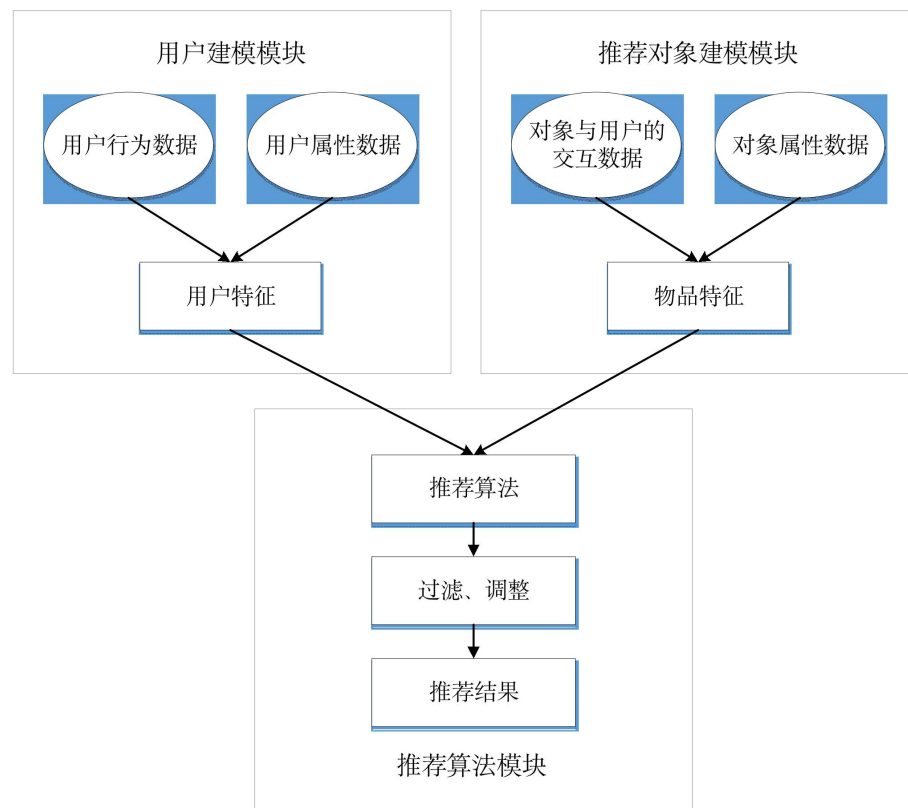 用户建模模块
推荐对象建模模块
用户行为数据
用户属性数据
对象与用户的
交互数据
对象属性数据
用户特征
物品特征
推荐算法
过滤、调整
推荐结果
推荐算法模块